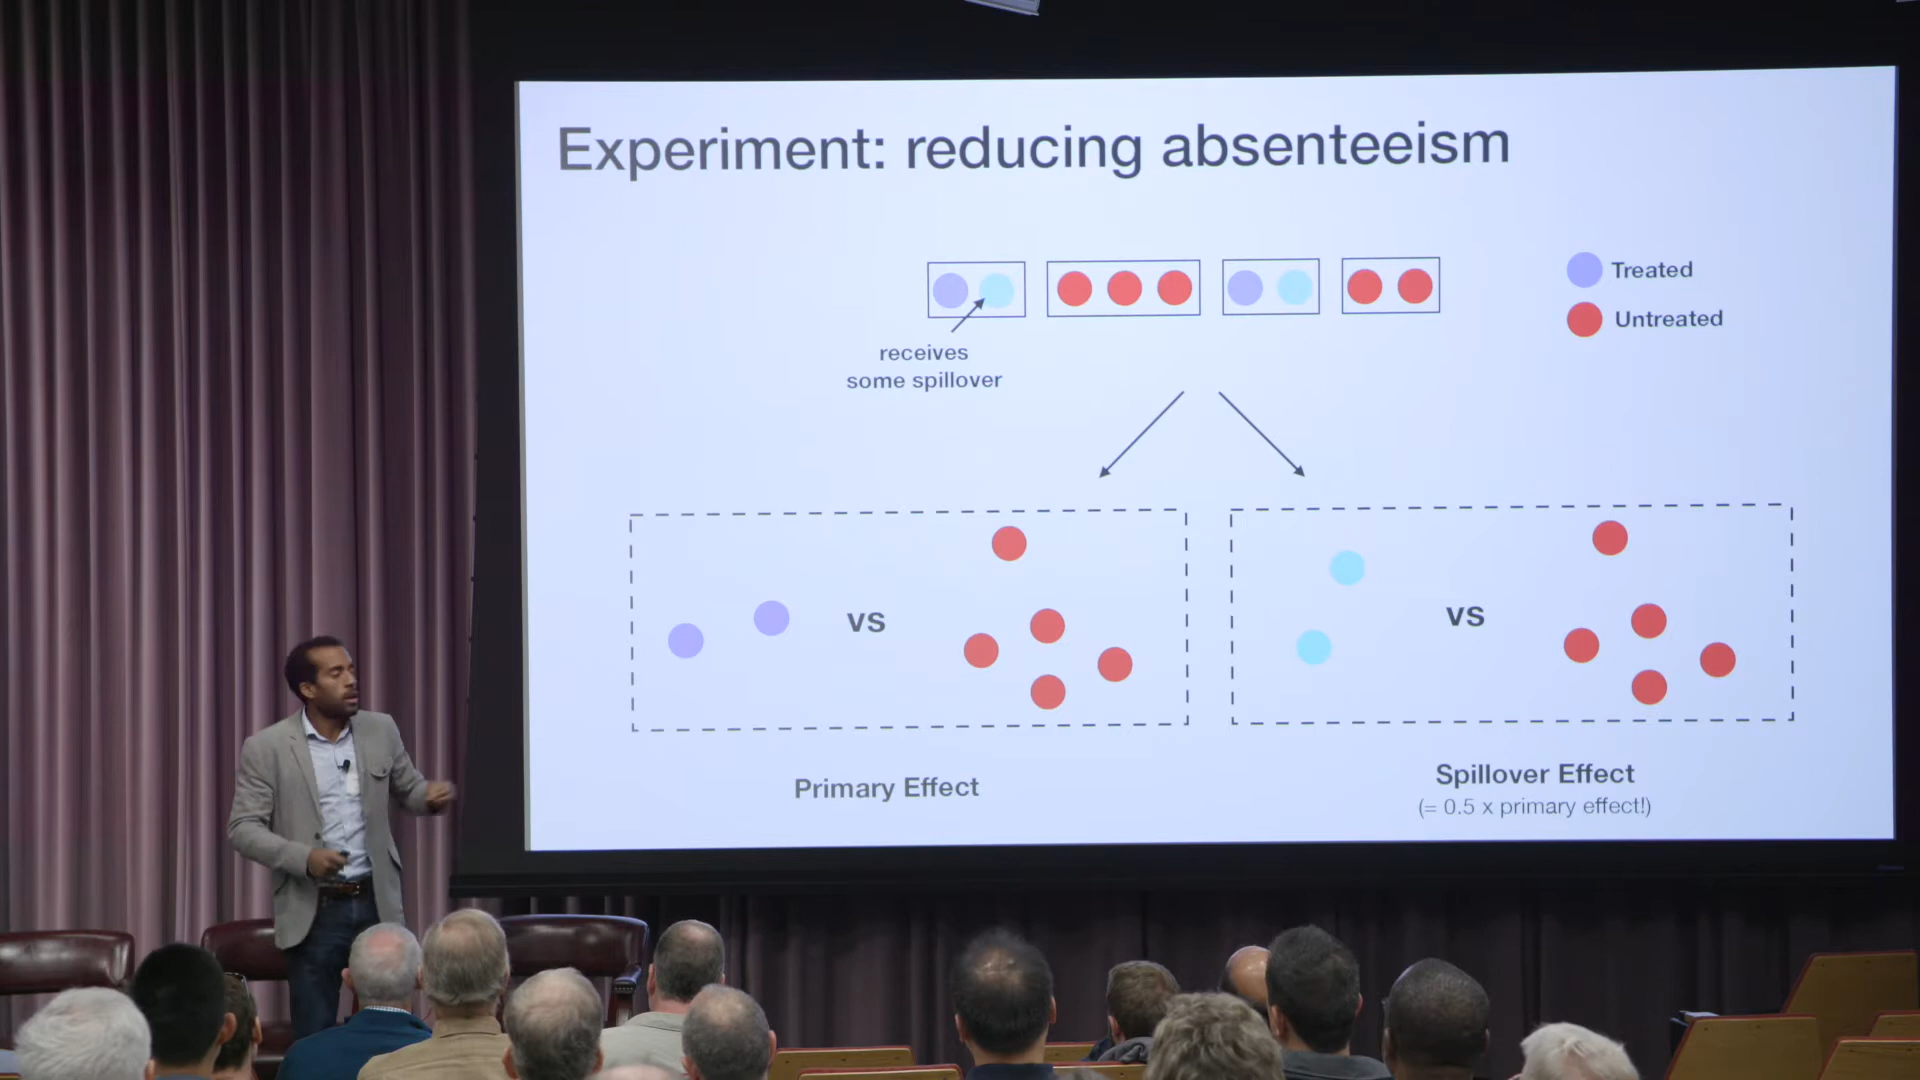 Experiment: reducing absenteeism
Treated
Untreated
receives
some spillover
vs
vs
Primary Effect
Spillover Effect
(= 0.5 x primary effect!)